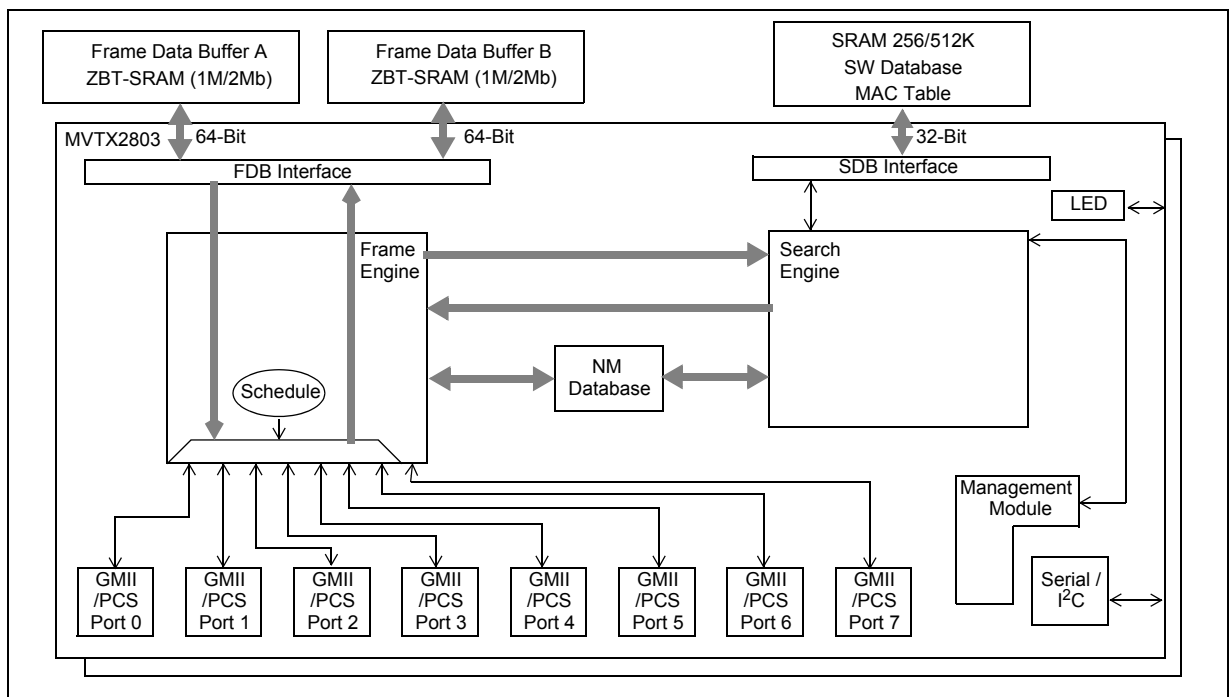 Frame Data Buffer A
ZBT-SRAM (1M/2Mb)
Frame Data Buffer B
ZBT-SRAM (1M/2Mb)
SRAM 256/512K
SW Database
MAC Table
MVTX2803
64-Bit
64-Bit
32-Bit
FDB Interface
SDB Interface
LED
Frame
Engine
Search
Engine
NM
Database
Schedule
Management
Module
GMII
/PCS
Port 0
GMII
/PCS
Port 1
GMII
/PCS
Port 2
GMII
/PCS
Port 3
GMII
/PCS
Port 4
GMII
/PCS
Port 5
GMII
/PCS
Port 6
GMII
/PCS
Port 7
Serial /
I²C